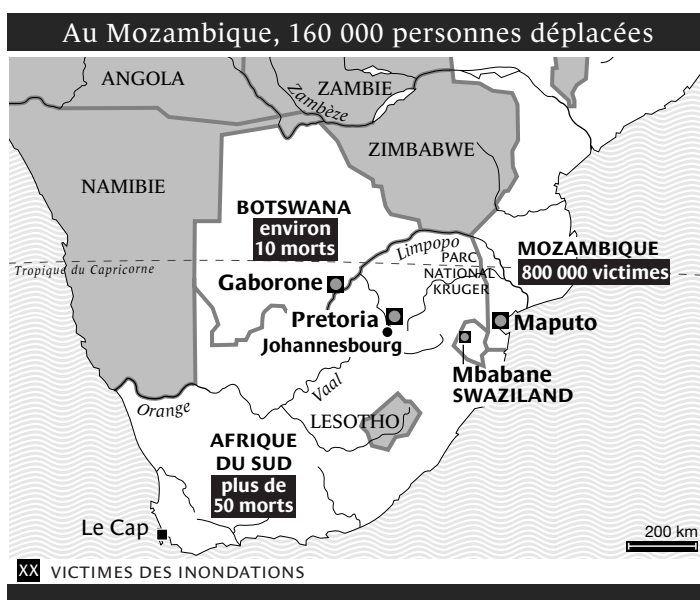 Au Mozambique, 160 000 personnes déplacées
ANGOLA
ZAMBIE
Zambèze
ZIMBABWE
NAMIBIE
BOTSWANA
environ
10 morts
Limpopo
PARC
NATIONAL
KRUGER
MOZAMBIQUE
800 000 victimes
Tropique du Capricorne
Gaborone
Pretoria
Johannesbourg
Maputo
Mbabane
SWAZILAND
Vaal
Orange
LESOTHO
AFRIQUE
DU SUD
plus de
50 morts
Le Cap
200 km
XX VICTIMES DES INONDATIONS